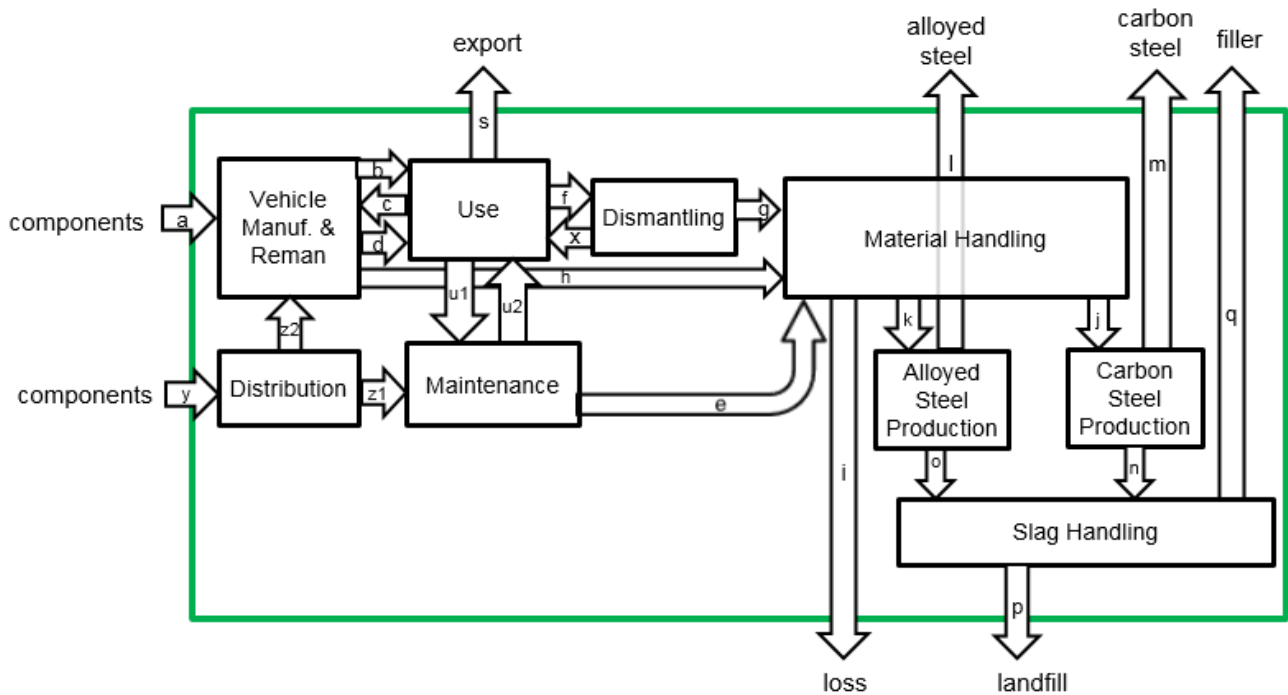 export
alloyed
steel
carbon
steel
filler
s
l
m
q
components
a
Vehicle
Manuf. &
Reman
b
c
d
Use
f
x
Dismantling
g
Material Handling
h
u1
u2
z2
k
j
components
y
Distribution
z1
Maintenance
e
i
Alloyed
Steel
Production
Carbon
Steel
Production
o
n
Slag Handling
p
loss
landfill